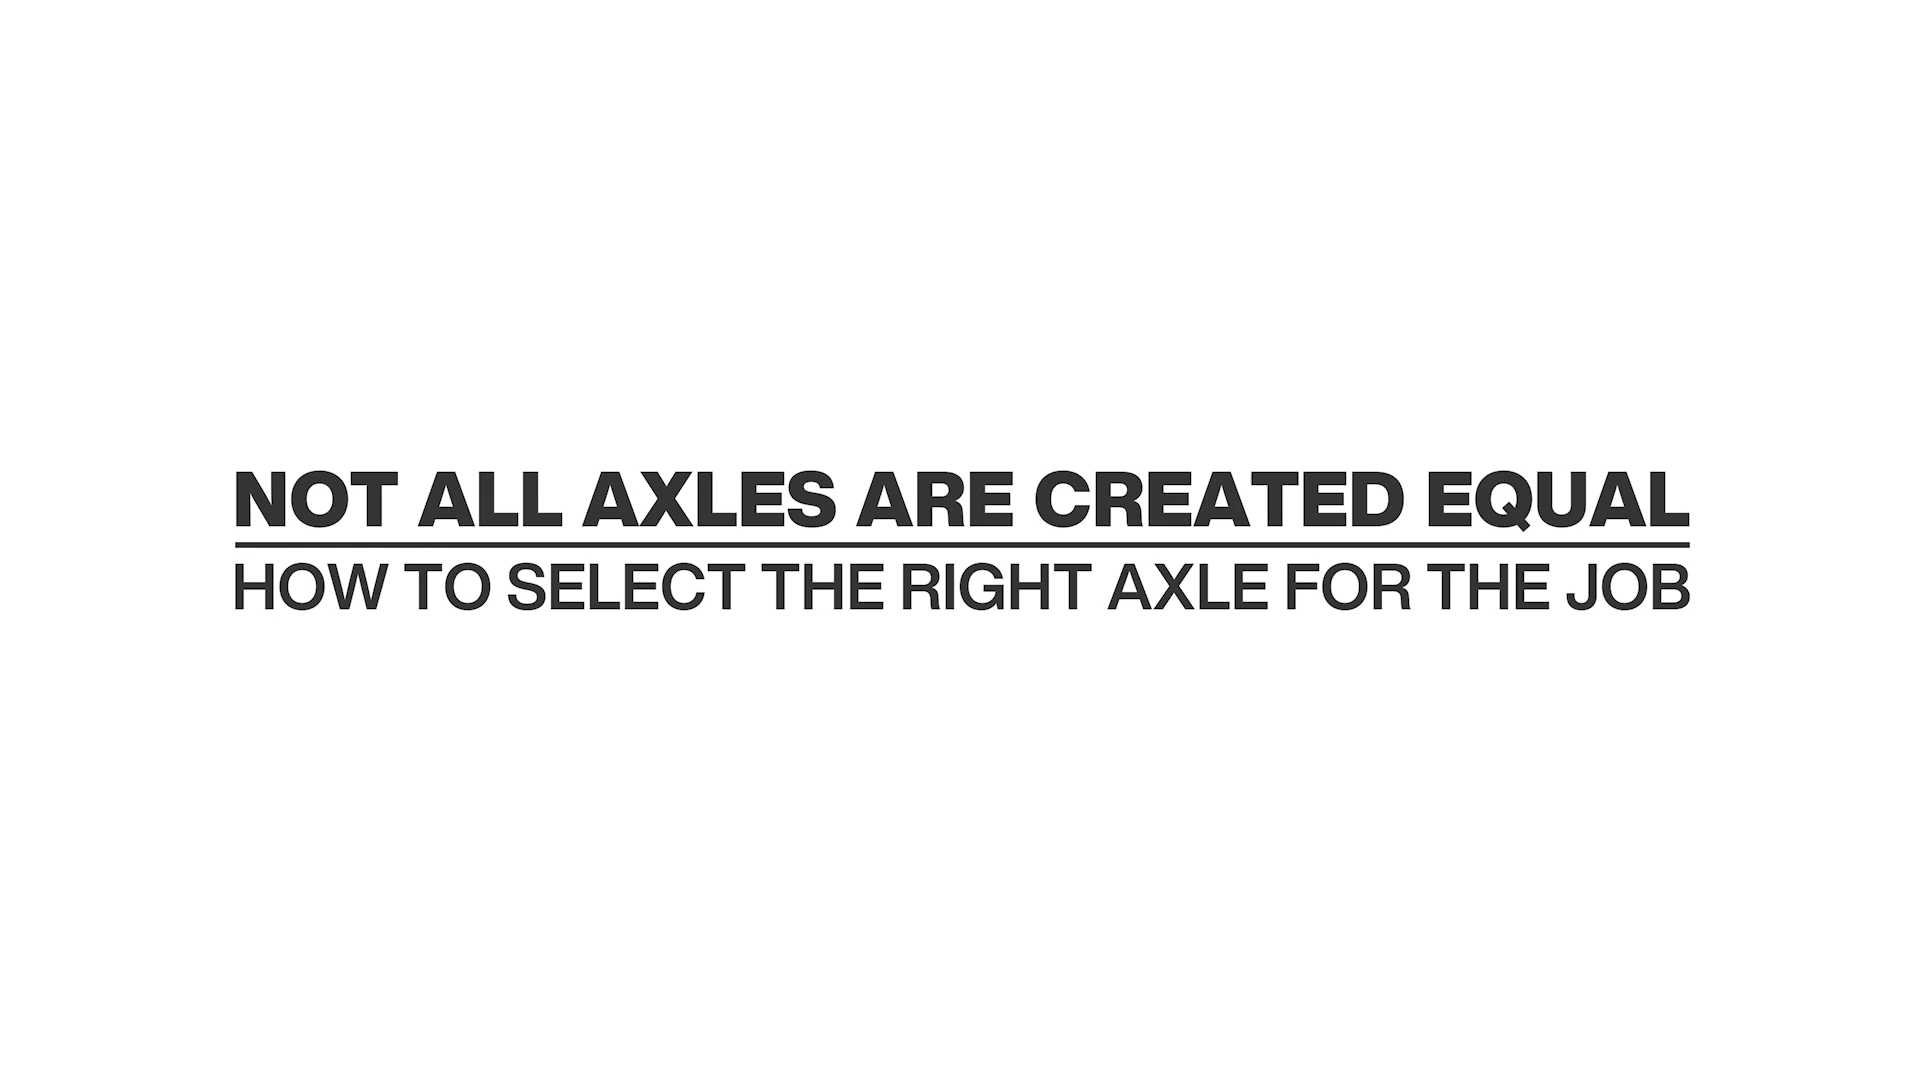 NOT ALL AXLES ARE CREATED EQUAL
HOW TO SELECT THE RIGHT AXLE FOR THE JOB